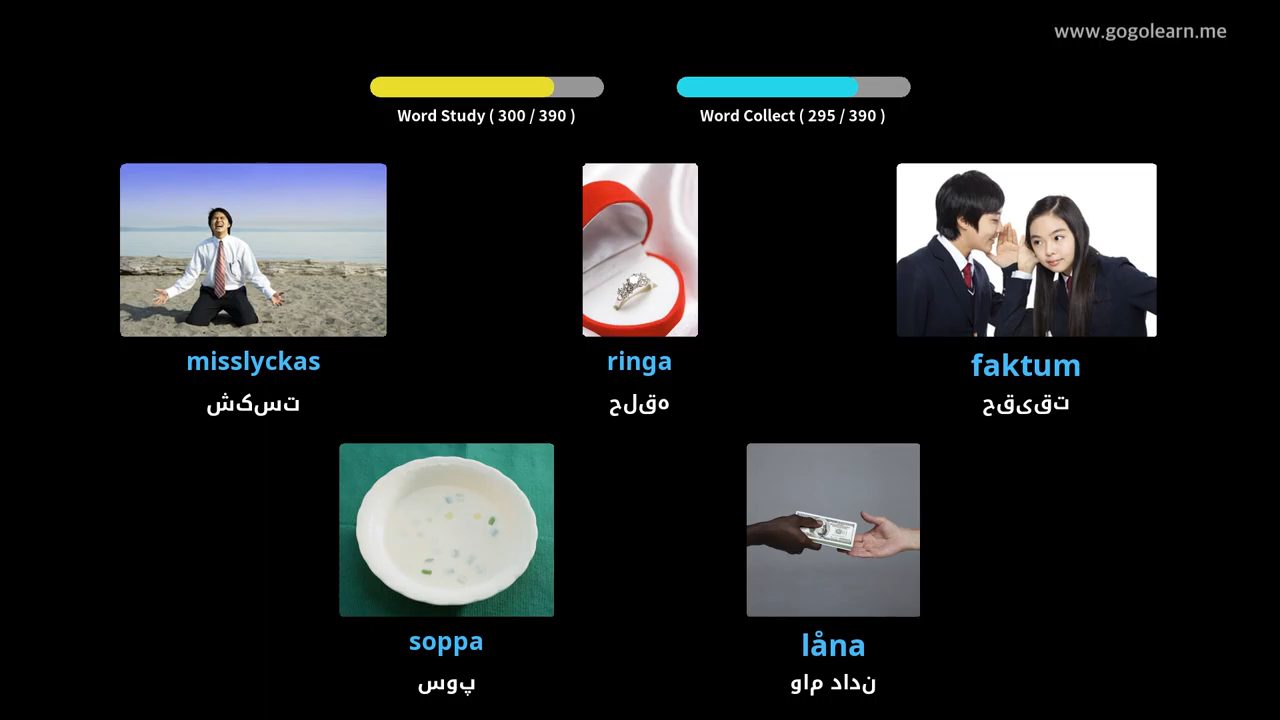 www.gogolearn.me
Word Study ( 300 / 390 )
Word Collect ( 295 / 390 )
misslyckas
تسکش
ringa
هقلح
faktum
تقیقح
soppa
پوس
låna
نداد ماو